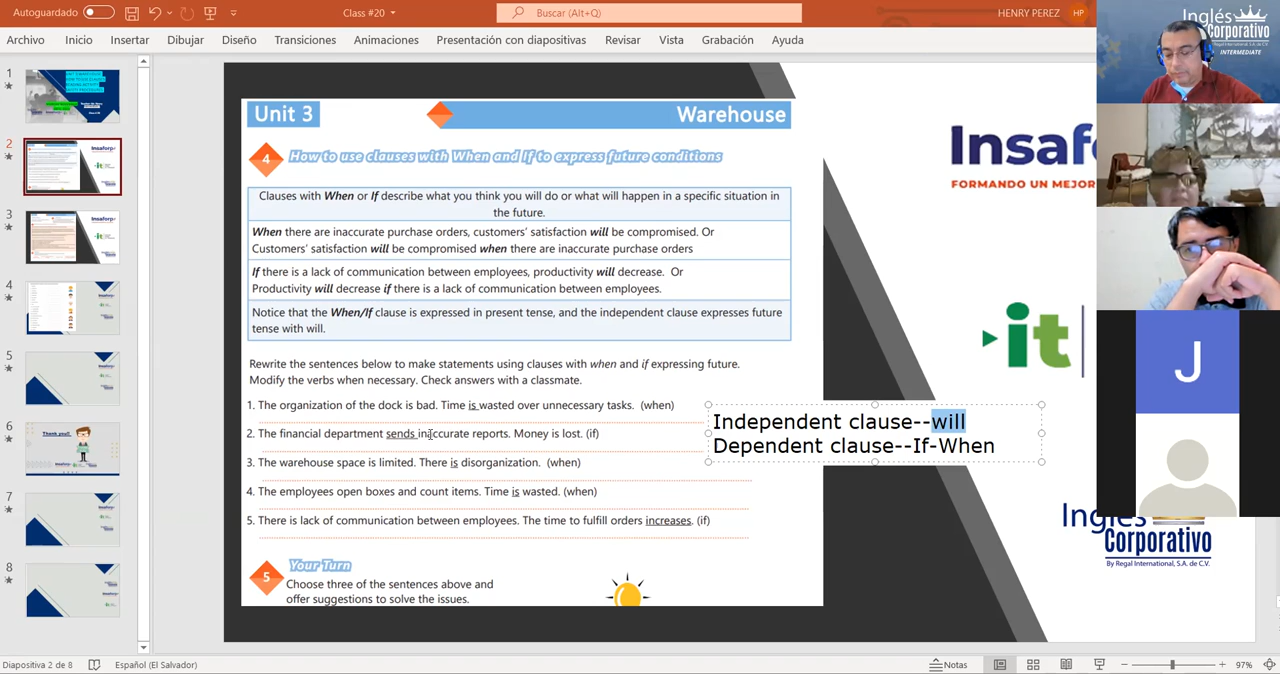 Autoguardado
Class #20
Buscar (Alt+Q)
HENRY PEREZ
HP
Archivo
Inicio
Insertar
Dibujar
Diseño
Transiciones
Animaciones
Presentación con diapositivas
Revisar
Vista
Grabación
Ayuda
Inglés
Corporativo
by Regal International, S.A. de C.V.
INTERMEDIATE
1
2
3
4
5
6
Thank you!!
7
8
Unit 3
Warehouse
4
How to use clauses with When and If to express future conditions
Clauses with When or If describe what you think you will do or what will happen in a specific situation in
the future.
When there are inaccurate purchase orders, customers' satisfaction will be compromised. Or
Customers' satisfaction will be compromised when there are inaccurate purchase orders
If there is a lack of communication between employees, productivity will decrease. Or
Productivity will decrease if there is a lack of communication between employees.
Notice that the When/If clause is expressed in present tense, and the independent clause expresses future
tense with will.
Rewrite the sentences below to make statements using clauses with when and if expressing future.
Modify the verbs when necessary. Check answers with a classmate.
1. The organization of the dock is bad. Time is wasted over unnecessary tasks. (when)
2. The financial department sends inaccurate reports. Money is lost. (if)
3. The warehouse space is limited. There is disorganization. (when)
4. The employees open boxes and count items. Time is wasted. (when)
5. There is lack of communication between employees. The time to fulfill orders increases. (if)
5
Your Turn
Choose three of the sentences above and
offer suggestions to solve the issues.
Independent clause--will
Dependent clause--If-When
Insafo
FORMANDO UN MEJOR
it
J
Inglés
Corporativo
By Regal International, S.A. de C.V.
Diapositiva 2 de 8
Español (El Salvador)
Notas
97%